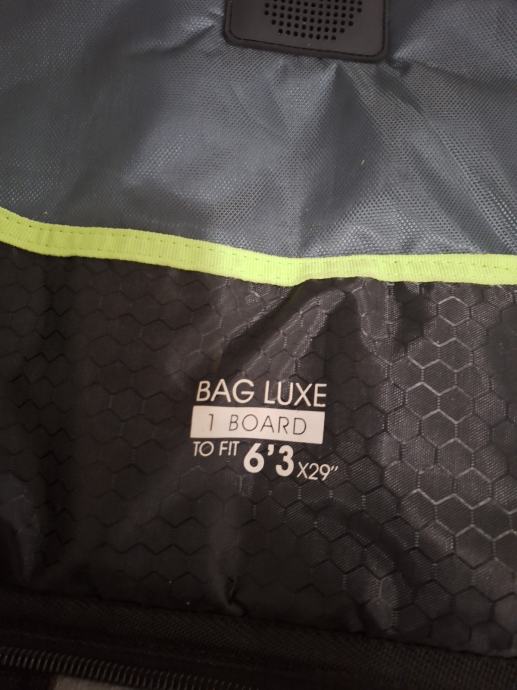 BAG LUXE
1 BOARD
TO FIT 6'3 X29"